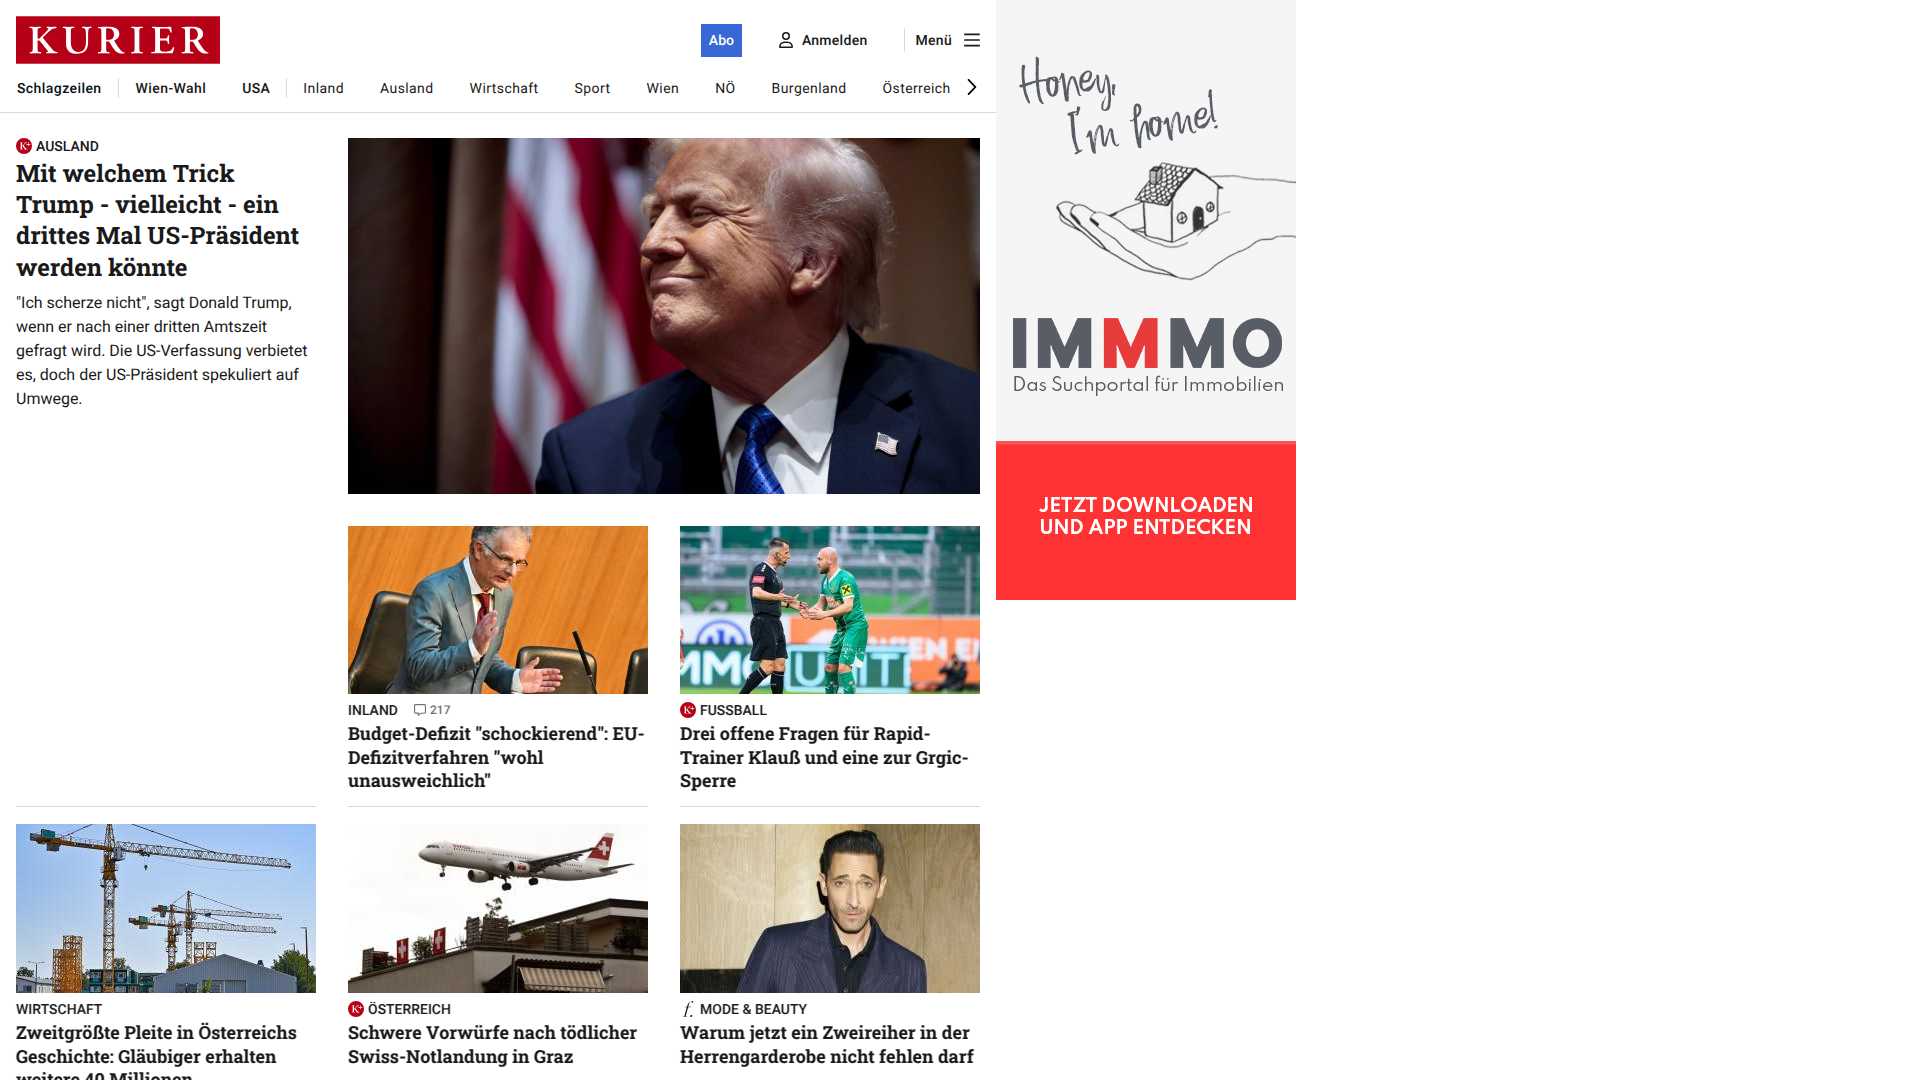 KURIER
Abo
Anmelden
Menü
Schlagzeilen
Wien-Wahl
USA
Inland
Ausland
Wirtschaft
Sport
Wien
NÖ
Burgenland
Österreich
AUSLAND
Mit welchem Trick
Trump - vielleicht - ein
drittes Mal US-Präsident
werden könnte
"Ich scherze nicht", sagt Donald Trump,
wenn er nach einer dritten Amtszeit
gefragt wird. Die US-Verfassung verbietet
es, doch der US-Präsident spekuliert auf
Umwege.
Honey,
I'm home!
IMMMO
Das Suchportal für Immobilien
JETZT DOWNLOADEN
UND APP ENTDECKEN
INLAND 217
Budget-Defizit "schockierend": EU-
Defizitverfahren "wohl
unausweichlich"
FUSSBALL
Drei offene Fragen für Rapid-
Trainer Klauß und eine zur Grgic-
Sperre
WIRTSCHAFT
Zweitgrößte Pleite in Österreichs
Geschichte: Gläubiger erhalten
weitere 40 Millionen
ÖSTERREICH
Schwere Vorwürfe nach tödlicher
Swiss-Notlandung in Graz
MODE & BEAUTY
Warum jetzt ein Zweireiher in der
Herrengarderobe nicht fehlen darf